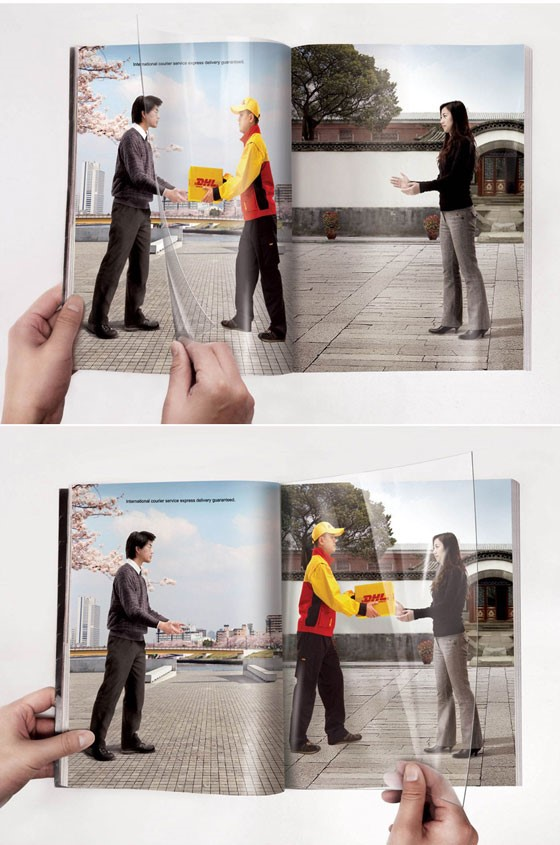 International courier service express delivery guaranteed.
DHL
International courier service express delivery guaranteed.
DHL